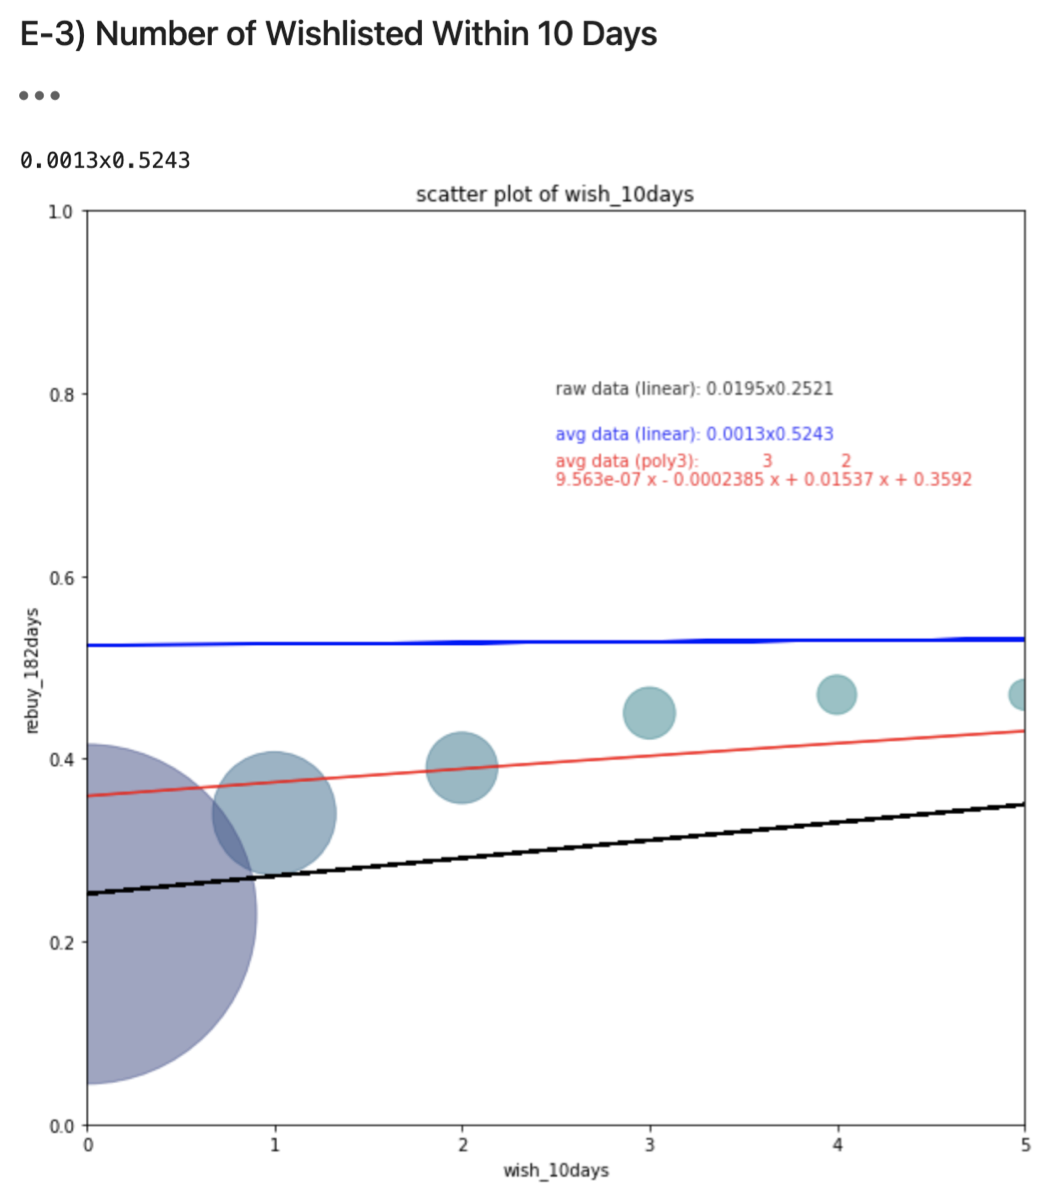 E-3) Number of Wishlisted Within 10 Days
0.0013x0.5243
scatter plot of wish_10days
1.0
0.8
0.6
0.4
0.2
0.0
rebuy_182days
raw data (linear): 0.0195x0.2521
avg data (linear): 0.0013x0.5243
avg data (poly3): 3 2
9.563e-07 x - 0.0002385 x + 0.01537 x + 0.3592
0 1 2 3 4 5
wish_10days